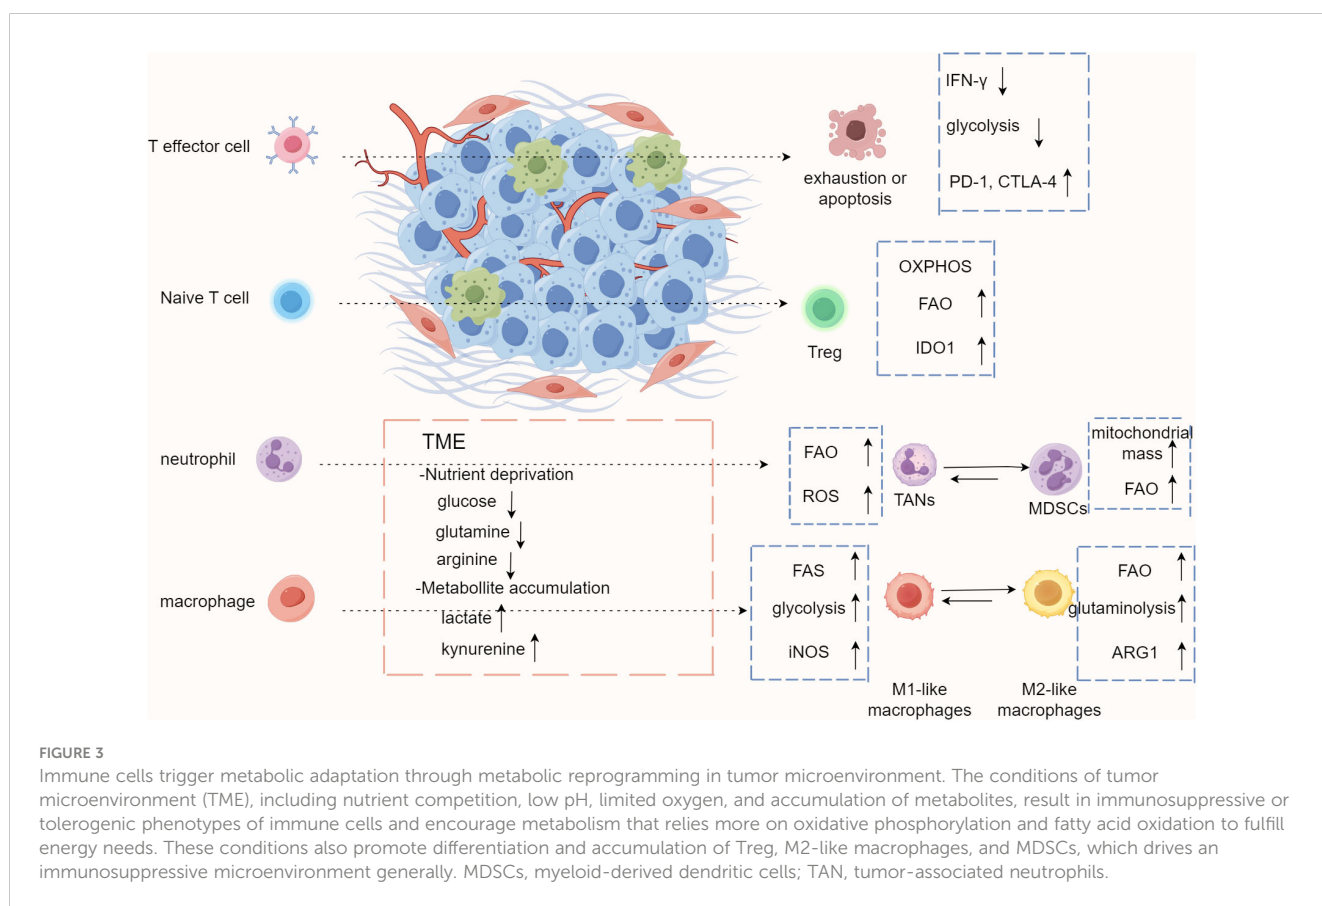 T effector cell
exhaustion or
apoptosis
IFN-γ
glycolysis
PD-1, CTLA-4
Naive T cell
Treg
OXPHOS
FAO
IDO1
neutrophil
macrophage
TME
-Nutrient deprivation
glucose
glutamine
arginine
-Metabollite accumulation
lactate
kynurenine
FAO
ROS
TANs
MDSCs
mitochondrial
mass
FAO
FAS
glycolysis
iNOS
M1-like
macrophages
M2-like
macrophages
FAO
glutaminolysis
ARG1
FIGURE 3
Immune cells trigger metabolic adaptation through metabolic reprogramming in tumor microenvironment. The conditions of tumor
microenvironment (TME), including nutrient competition, low pH, limited oxygen, and accumulation of metabolites, result in immunosuppressive or
tolerogenic phenotypes of immune cells and encourage metabolism that relies more on oxidative phosphorylation and fatty acid oxidation to fulfill
energy needs. These conditions also promote differentiation and accumulation of Treg, M2-like macrophages, and MDSCs, which drives an
immunosuppressive microenvironment generally. MDSCs, myeloid-derived dendritic cells; TAN, tumor-associated neutrophils.